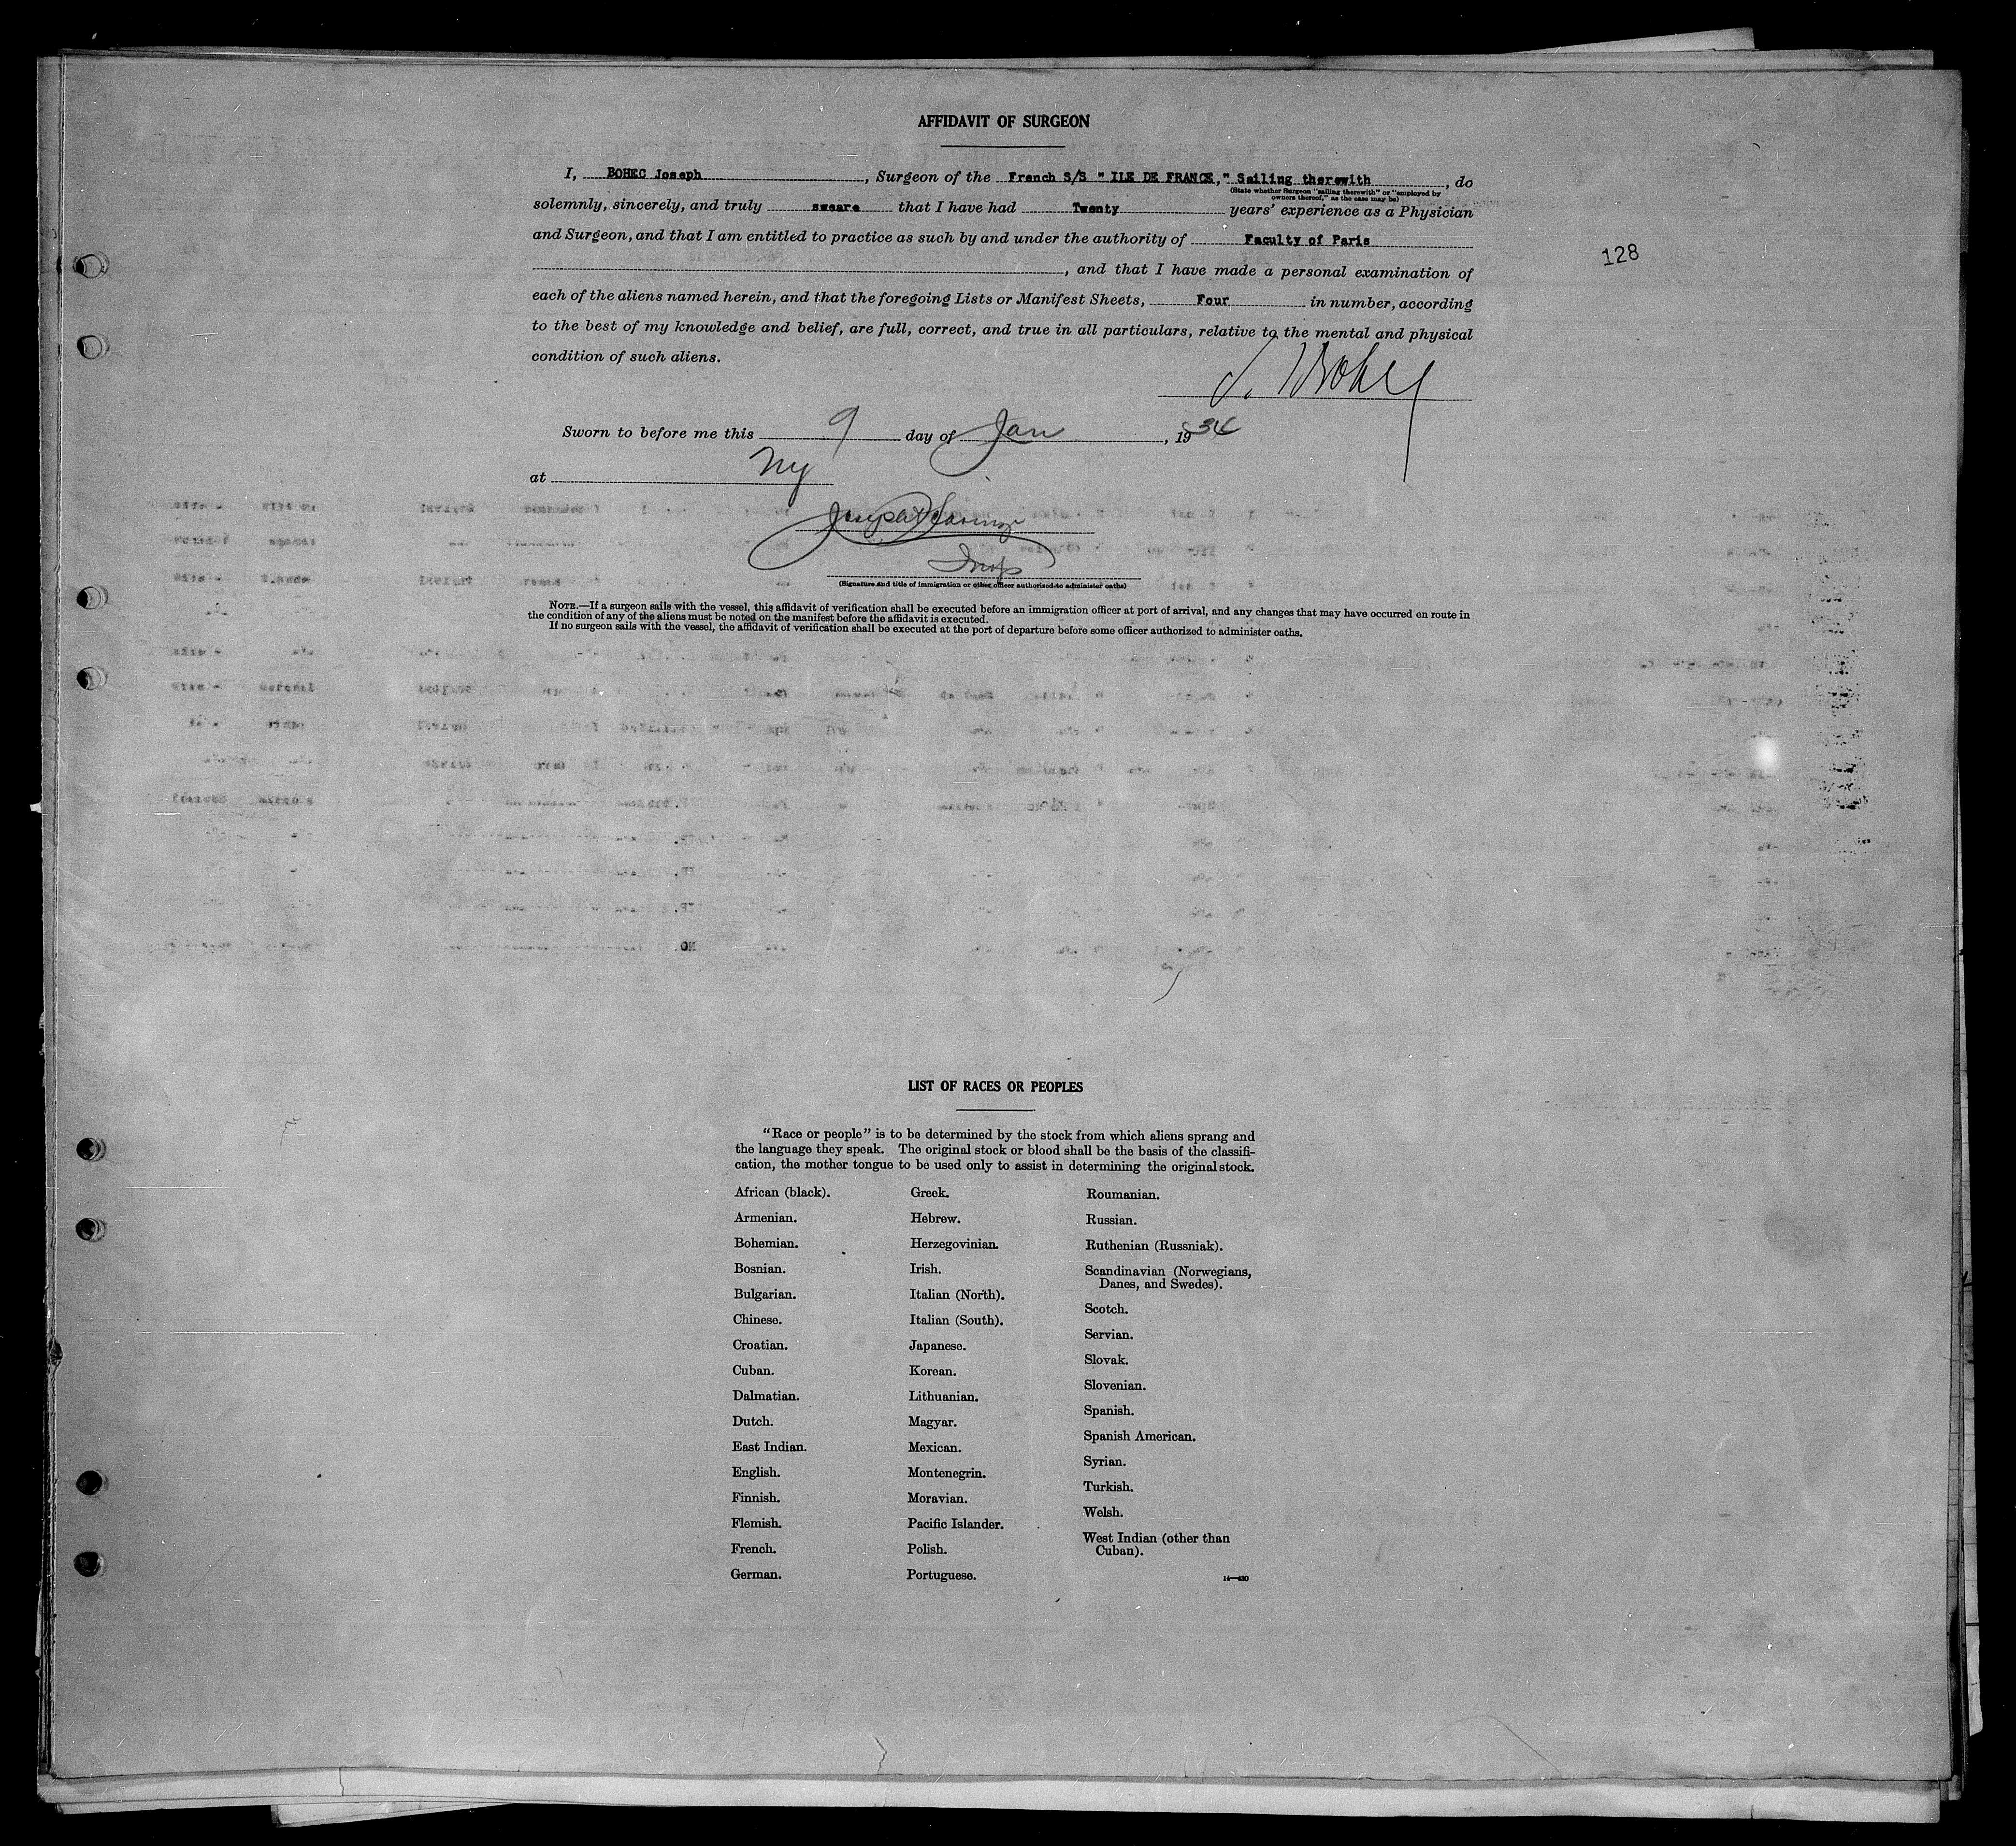 AFFIDAVIT OF SURGEON
I, BOHEC Joseph, Surgeon of the French S/S " ILE DE FRANCE," Sailing therewith, do
(State whether Surgeon "sailing therewith" or "employed by
owners thereof," as the case may be)
solemnly, sincerely, and truly sweare that I have had Twenty years' experience as a Physician
and Surgeon, and that I am entitled to practice as such by and under the authority of Faculty of Paris
128
, and that I have made a personal examination of
each of the aliens named herein, and that the foregoing Lists or Manifest Sheets, Four in number, according
to the best of my knowledge and belief, are full, correct, and true in all particulars, relative to the mental and physical
condition of such aliens.
J. Bohec
Sworn to before me this 9 day of Jan, 1934
at NY
Insp
(Signature and title of immigration or other officer authorized to administer oaths)
NOTE.—If a surgeon sails with the vessel, this affidavit of verification shall be executed before an immigration officer at port of arrival, and any changes that may have occurred en route in
the condition of any of the aliens must be noted on the manifest before the affidavit is executed.
If no surgeon sails with the vessel, the affidavit of verification shall be executed at the port of departure before some officer authorized to administer oaths.
LIST OF RACES OR PEOPLES
"Race or people" is to be determined by the stock from which aliens sprang and
the language they speak. The original stock or blood shall be the basis of the classifi-
cation, the mother tongue to be used only to assist in determining the original stock.
African (black).
Armenian.
Bohemian.
Bosnian.
Bulgarian.
Chinese.
Croatian.
Cuban.
Dalmatian.
Dutch.
East Indian.
English.
Finnish.
Flemish.
French.
German.
Greek.
Hebrew.
Herzegovinian.
Irish.
Italian (North).
Italian (South).
Japanese.
Korean.
Lithuanian.
Magyar.
Mexican.
Montenegrin.
Moravian.
Pacific Islander.
Polish.
Portuguese.
Roumanian.
Russian.
Ruthenian (Russniak).
Scandinavian (Norwegians,
Danes, and Swedes).
Scotch.
Servian.
Slovak.
Slovenian.
Spanish.
Spanish American.
Syrian.
Turkish.
Welsh.
West Indian (other than
Cuban).